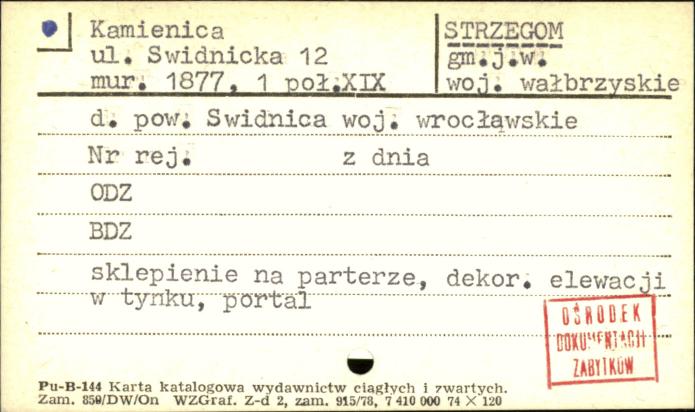 Kamienica
ul. Swidnicka 12
mur. 1877, 1 poł.XIX
STRZEGOM
gm.j.w.
woj. wałbrzyskie
d. pow. Swidnica woj. wrocłąwskie
Nr rej. z dnia
ODZ
BDZ
sklepienie na parterze, dekor. elewacji
w tynku, portal
OŚRODEK
DOKUMENTACJI
ZABYTKÓW
Pu-B-144 Karta katalogowa wydawnictw ciągłych i zwartych.
Zam. 859/DW/On WZGraf. Z-d 2, zam. 915/78, 7 410 000 74 × 120